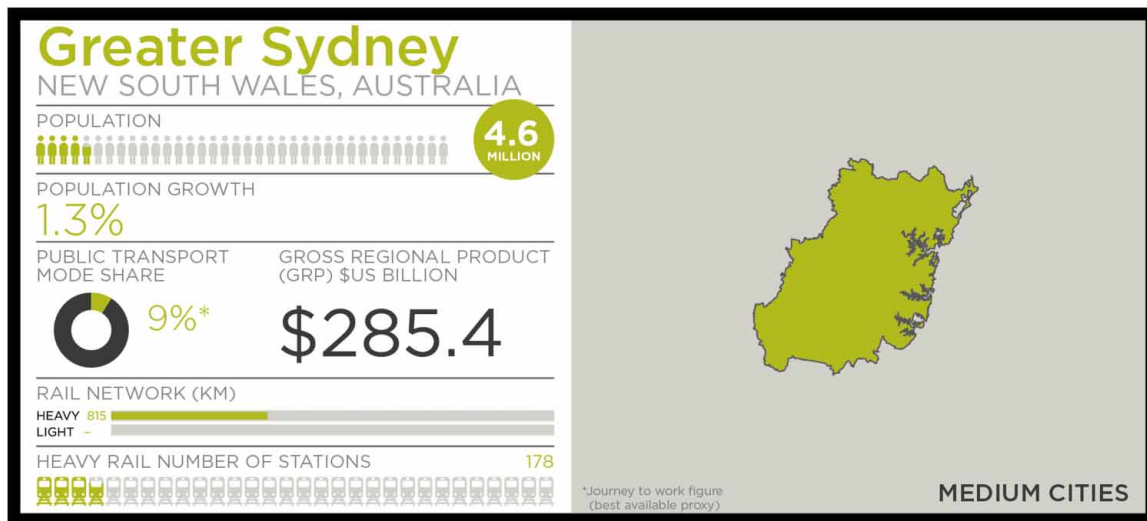 Greater Sydney
NEW SOUTH WALES, AUSTRALIA
POPULATION
4.6
MILLION
POPULATION GROWTH
1.3%
PUBLIC TRANSPORT
MODE SHARE
9%*
GROSS REGIONAL PRODUCT
(GRP) $US BILLION
$285.4
RAIL NETWORK (KM)
HEAVY 815
LIGHT –
HEAVY RAIL NUMBER OF STATIONS 178
*Journey to work figure
(best available proxy)
MEDIUM CITIES